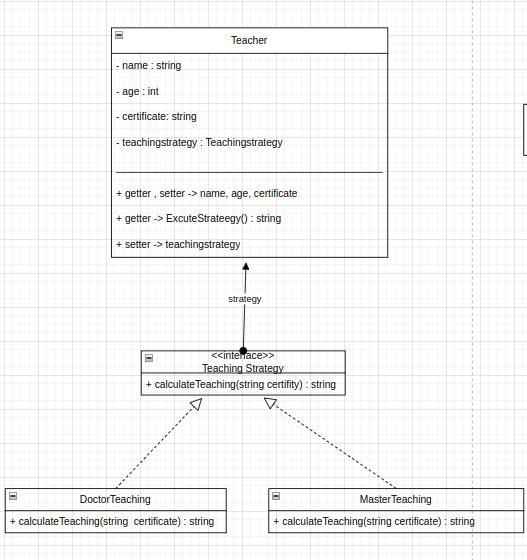 Teacher
- name : string
- age : int
- certificate: string
- teachingstrategy : Teachingstrategy
+ getter , setter -> name, age, certificate
+ getter -> ExcuteStrateegy() : string
+ setter -> teachingstrategy
strategy
<<interface>>
Teaching Strategy
+ calculateTeaching(string certifity) : string
DoctorTeaching
+ calculateTeaching(string  certificate) : string
MasterTeaching
+ calculateTeaching(string certificate) : string